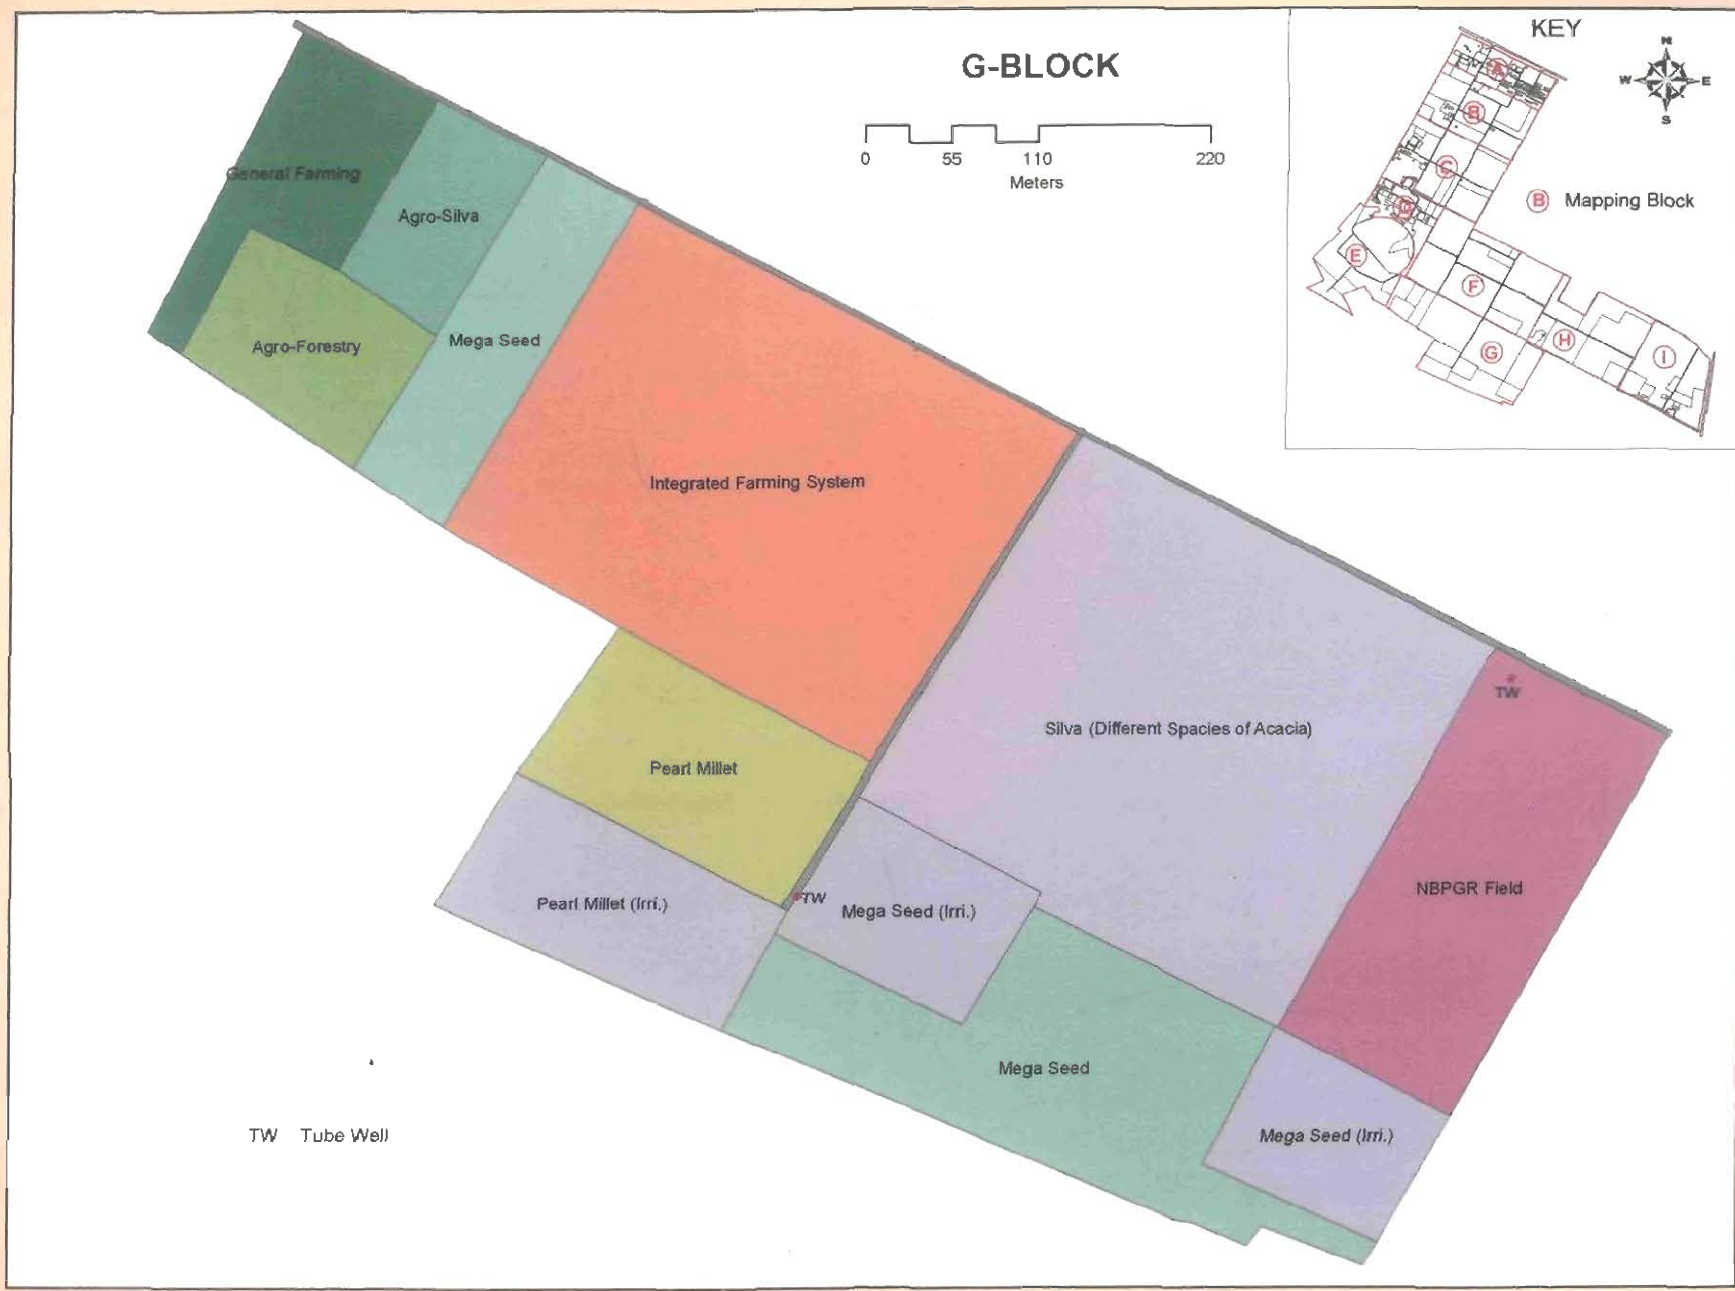 G-BLOCK
0 55 110 220
Meters
KEY
N
W E
S
A
B
C
D
E
F
G
H
I
B Mapping Block
General Farming
Agro-Silva
Agro-Forestry
Mega Seed
Integrated Farming System
Pearl Millet
Pearl Millet (Irri.)
TW
Mega Seed (Irri.)
Silva (Different Spacies of Acacia)
TW
NBPGR Field
Mega Seed
Mega Seed (Irri.)
TW Tube Well